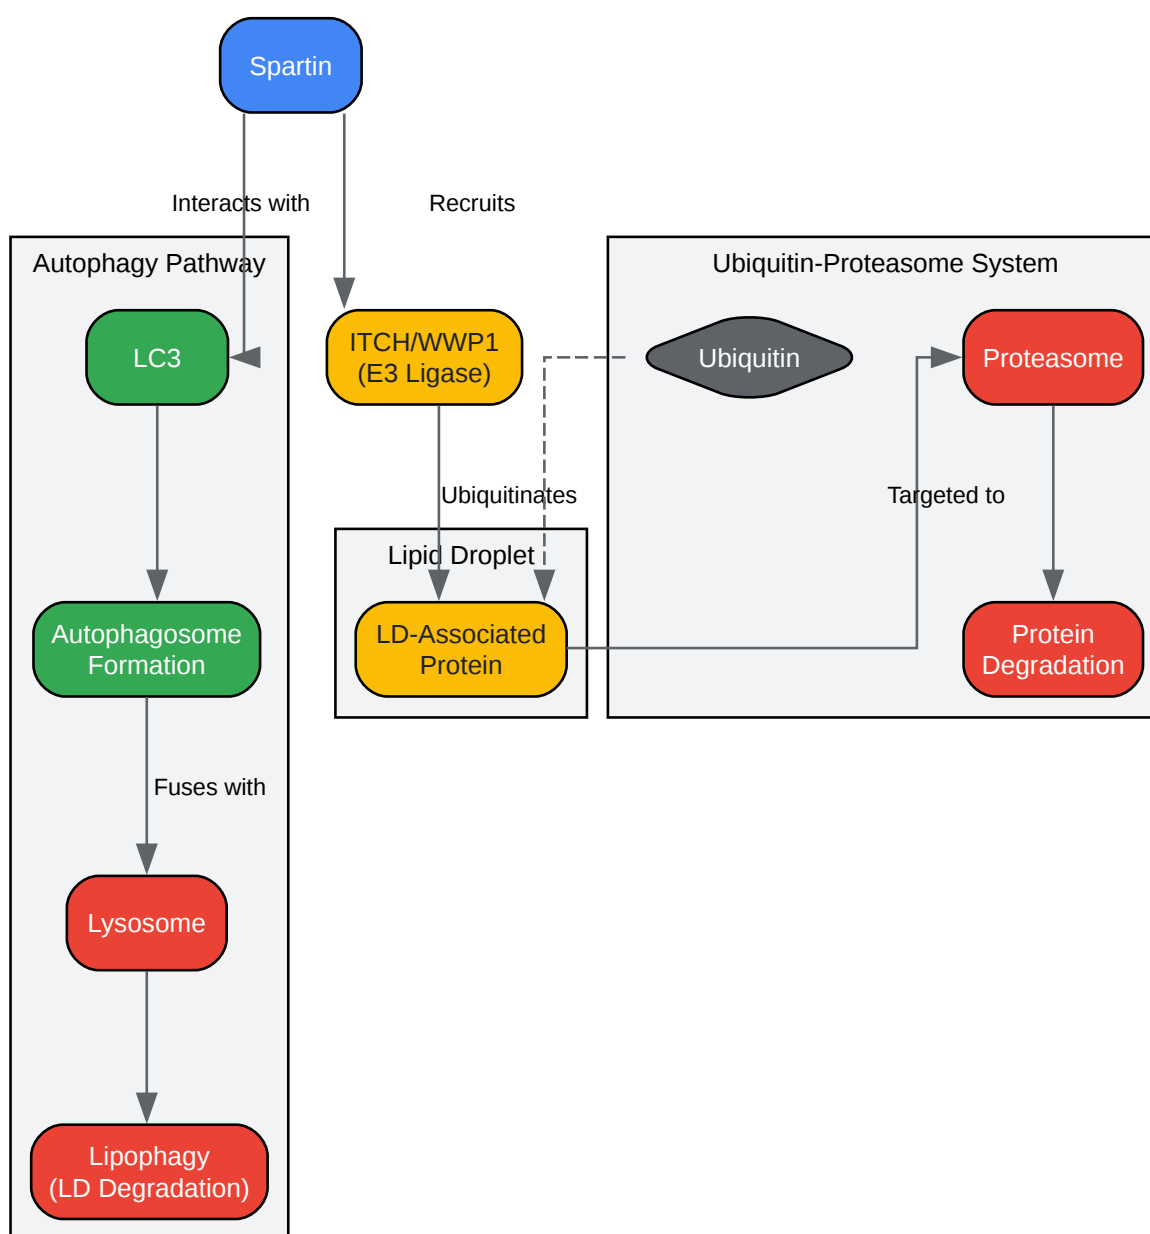 Spartin
Interacts with
Recruits
Autophagy Pathway
Ubiquitin-Proteasome System
LC3
ITCH/WWP1
(E3 Ligase)
Ubiquitin
Proteasome
Ubiquitinates
Targeted to
Lipid Droplet
Autophagosome
Formation
LD-Associated
Protein
Protein
Degradation
Fuses with
Lysosome
Lipophagy
(LD Degradation)